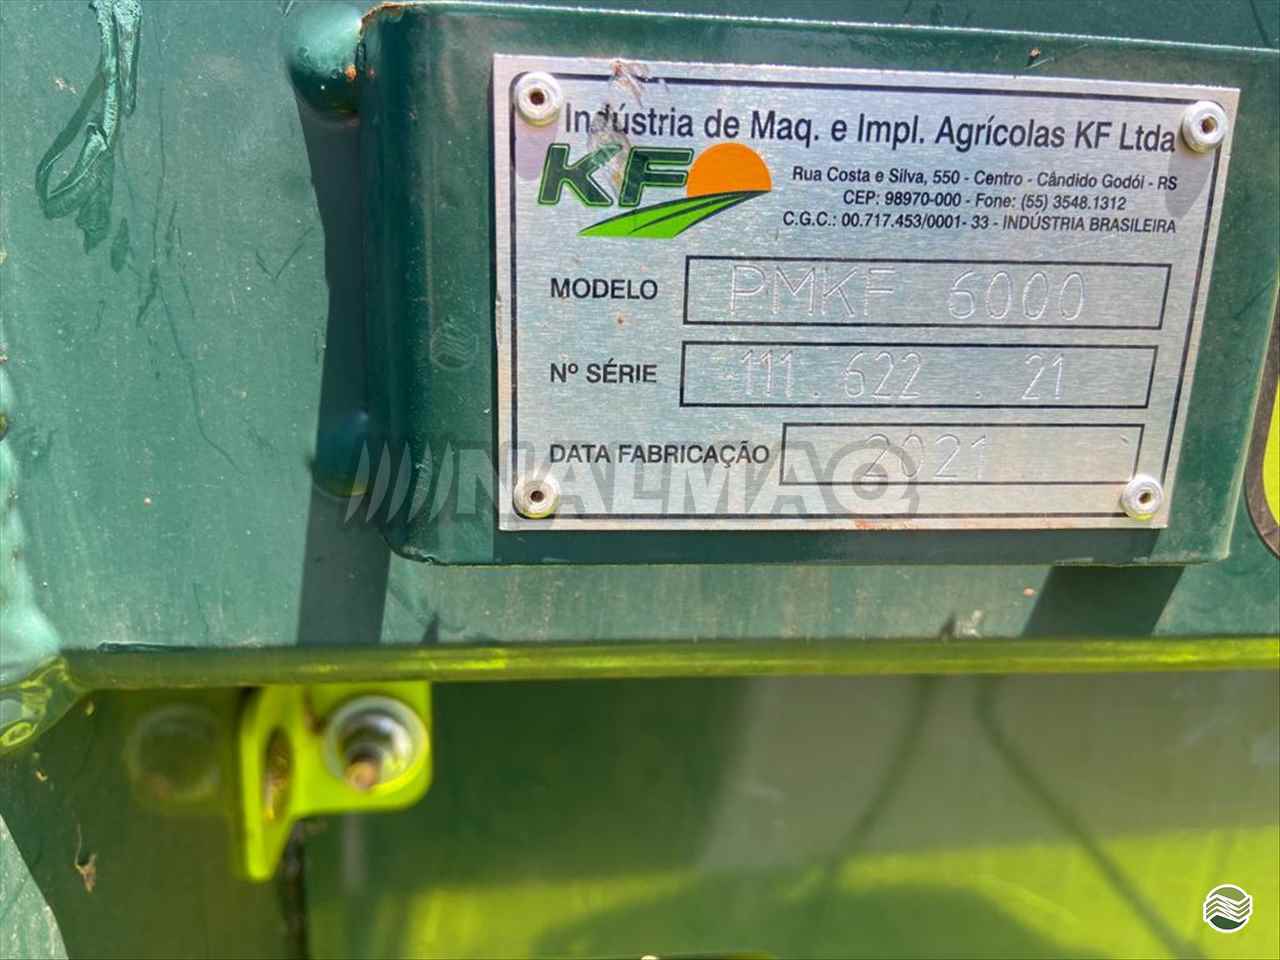 Indústria de Maq. e Impl. Agrícolas KF Ltda
KF
Rua Costa e Silva, 550 - Centro - Cândido Godói - RS
CEP: 98970-000 - Fone: (55) 3548.1312
C.G.C.: 00.717.453/0001- 33 - INDÚSTRIA BRASILEIRA
MODELO PMKF 6000
Nº SÉRIE 111.622 .21
DATA FABRICAÇÃO 2021
NALMAQ